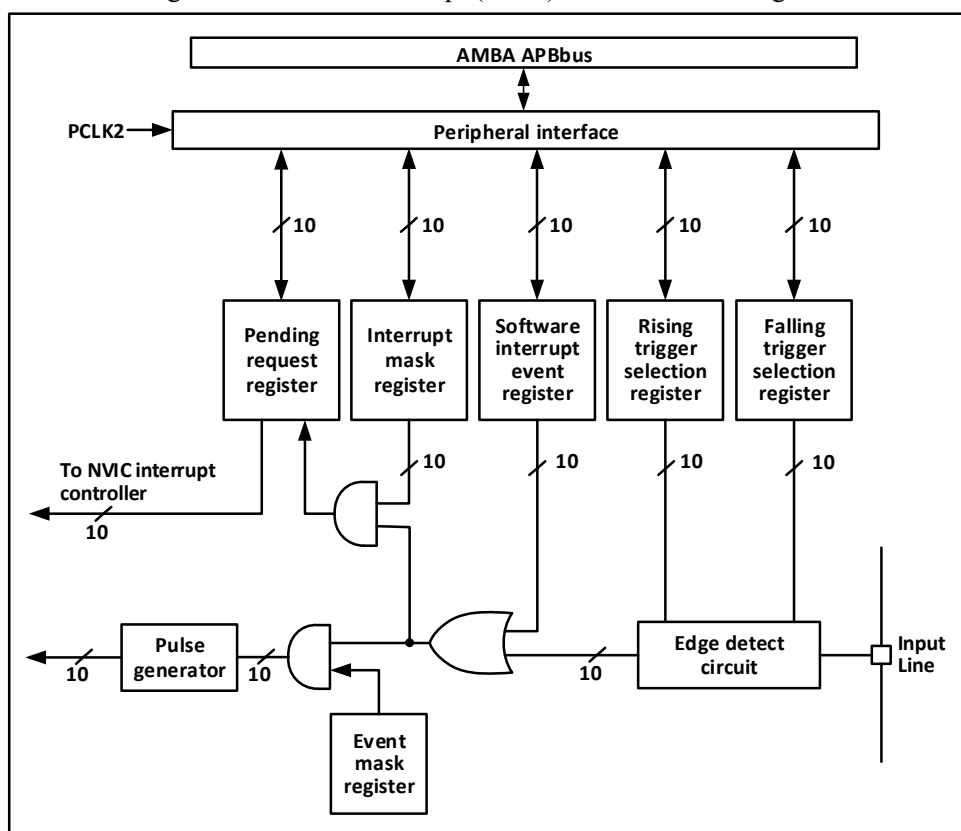 AMBA APBbus
PCLK2
Peripheral interface
10
10
10
10
10
Pending
request
register
Interrupt
mask
register
Software
interrupt
event
register
Rising
trigger
selection
register
Falling
trigger
selection
register
10
10
10
10
To NVIC interrupt
controller
10
Pulse
generator
10
10
10
Edge detect
circuit
Input
Line
Event
mask
register